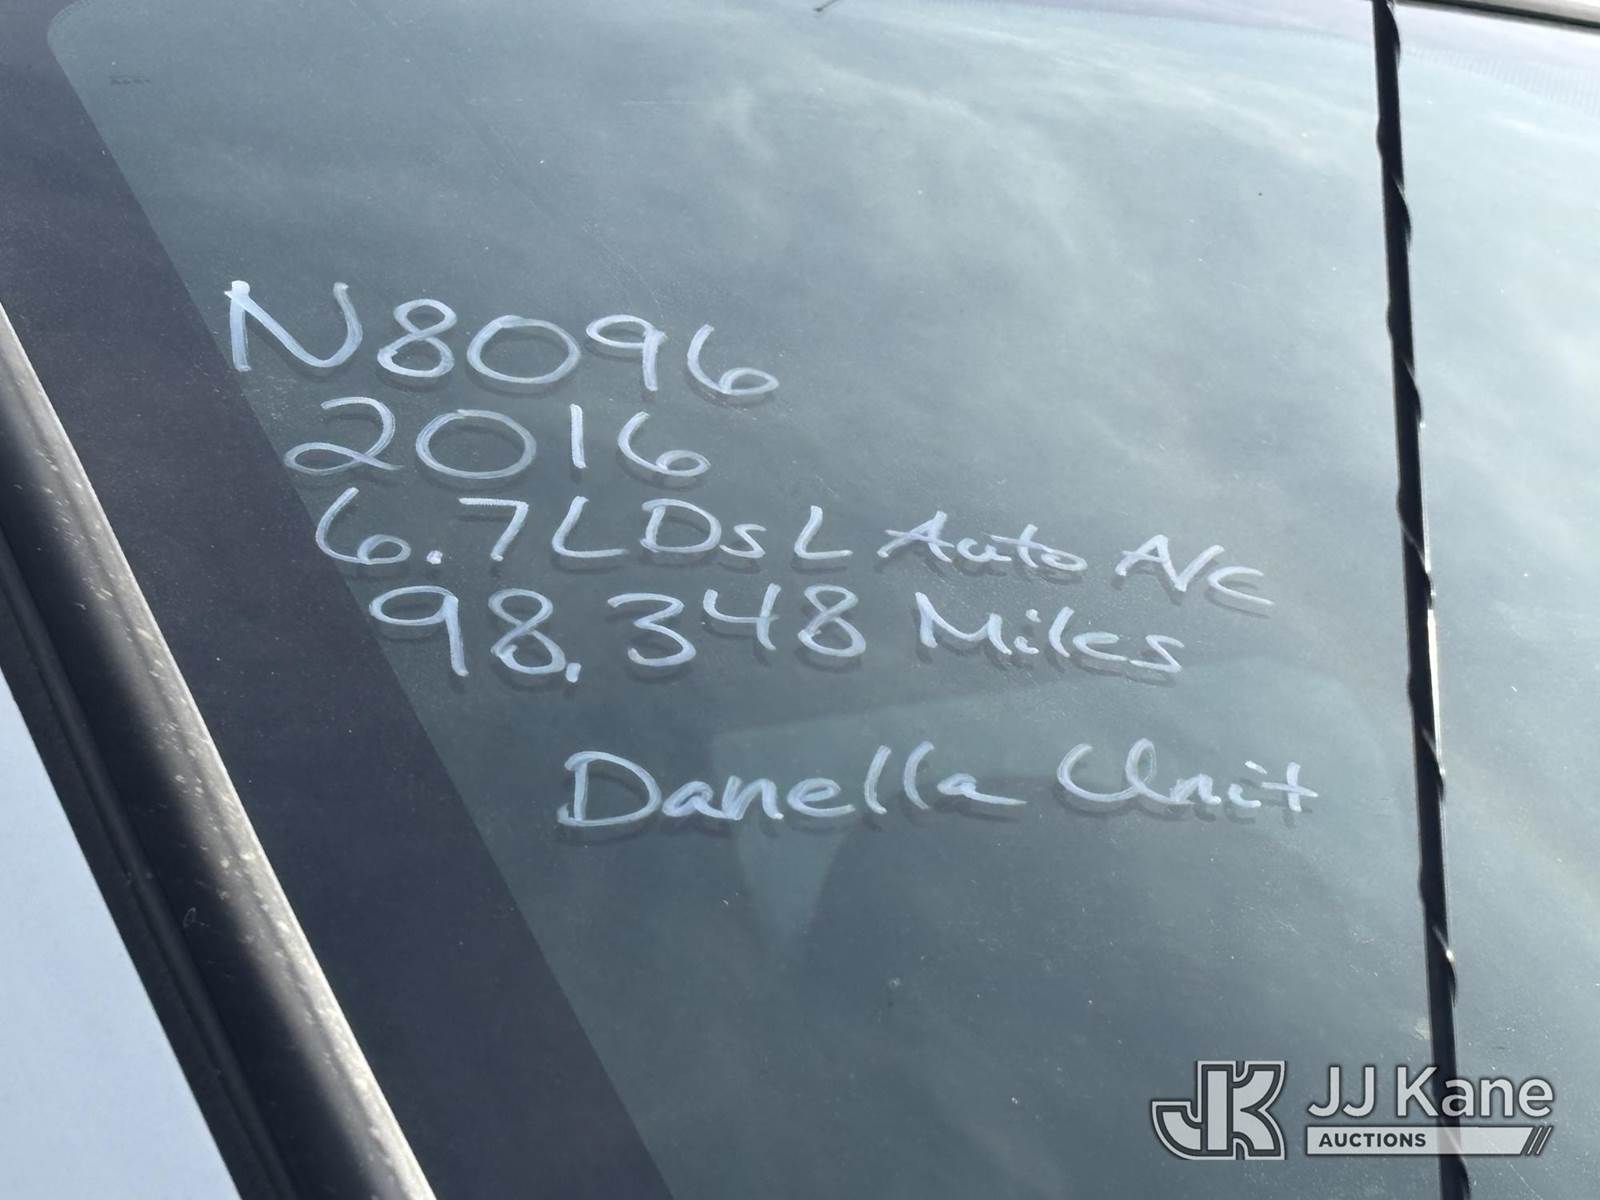 N8096
2016
6.7L DsL Auto A/C
98,348 Miles
Danella Unit
JJ Kane
AUCTIONS